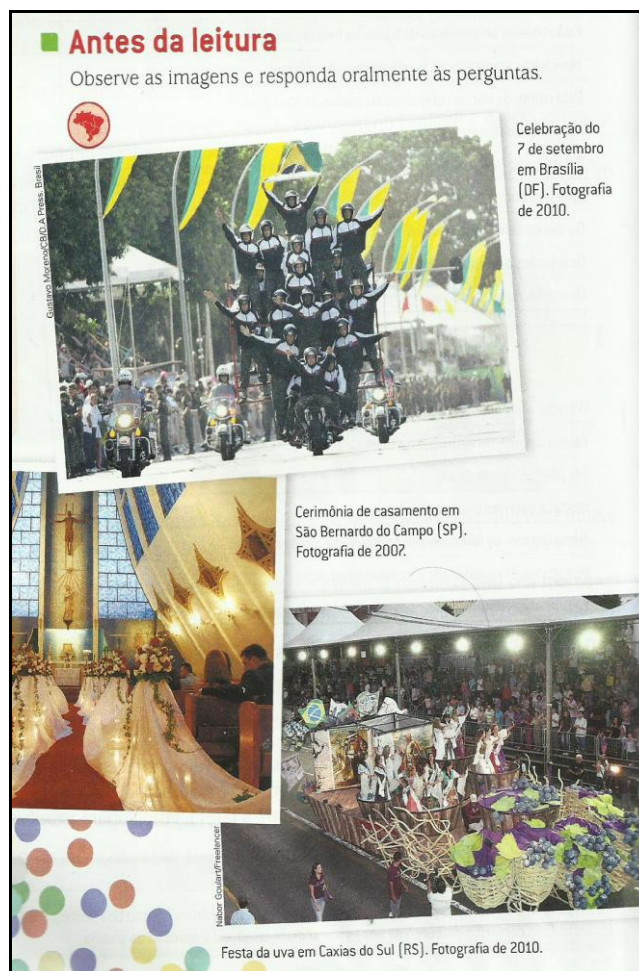 Antes da leitura
Observe as imagens e responda oralmente às perguntas.
Gustavo Moreno/CB/D.A Press. Brasil
Celebração do
7 de setembro
em Brasília
(DF). Fotografia
de 2010.
Cerimônia de casamento em
São Bernardo do Campo (SP).
Fotografia de 2007.
Nabor Goulart/Freelancer
Festa da uva em Caxias do Sul (RS). Fotografia de 2010.